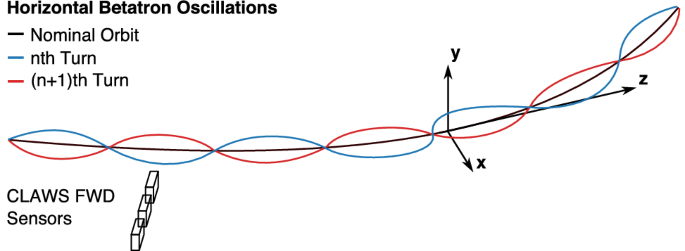 Horizontal Betatron Oscillations
Nominal Orbit
nth Turn
(n+1)th Turn
y
z
x
CLAWS FWD
Sensors